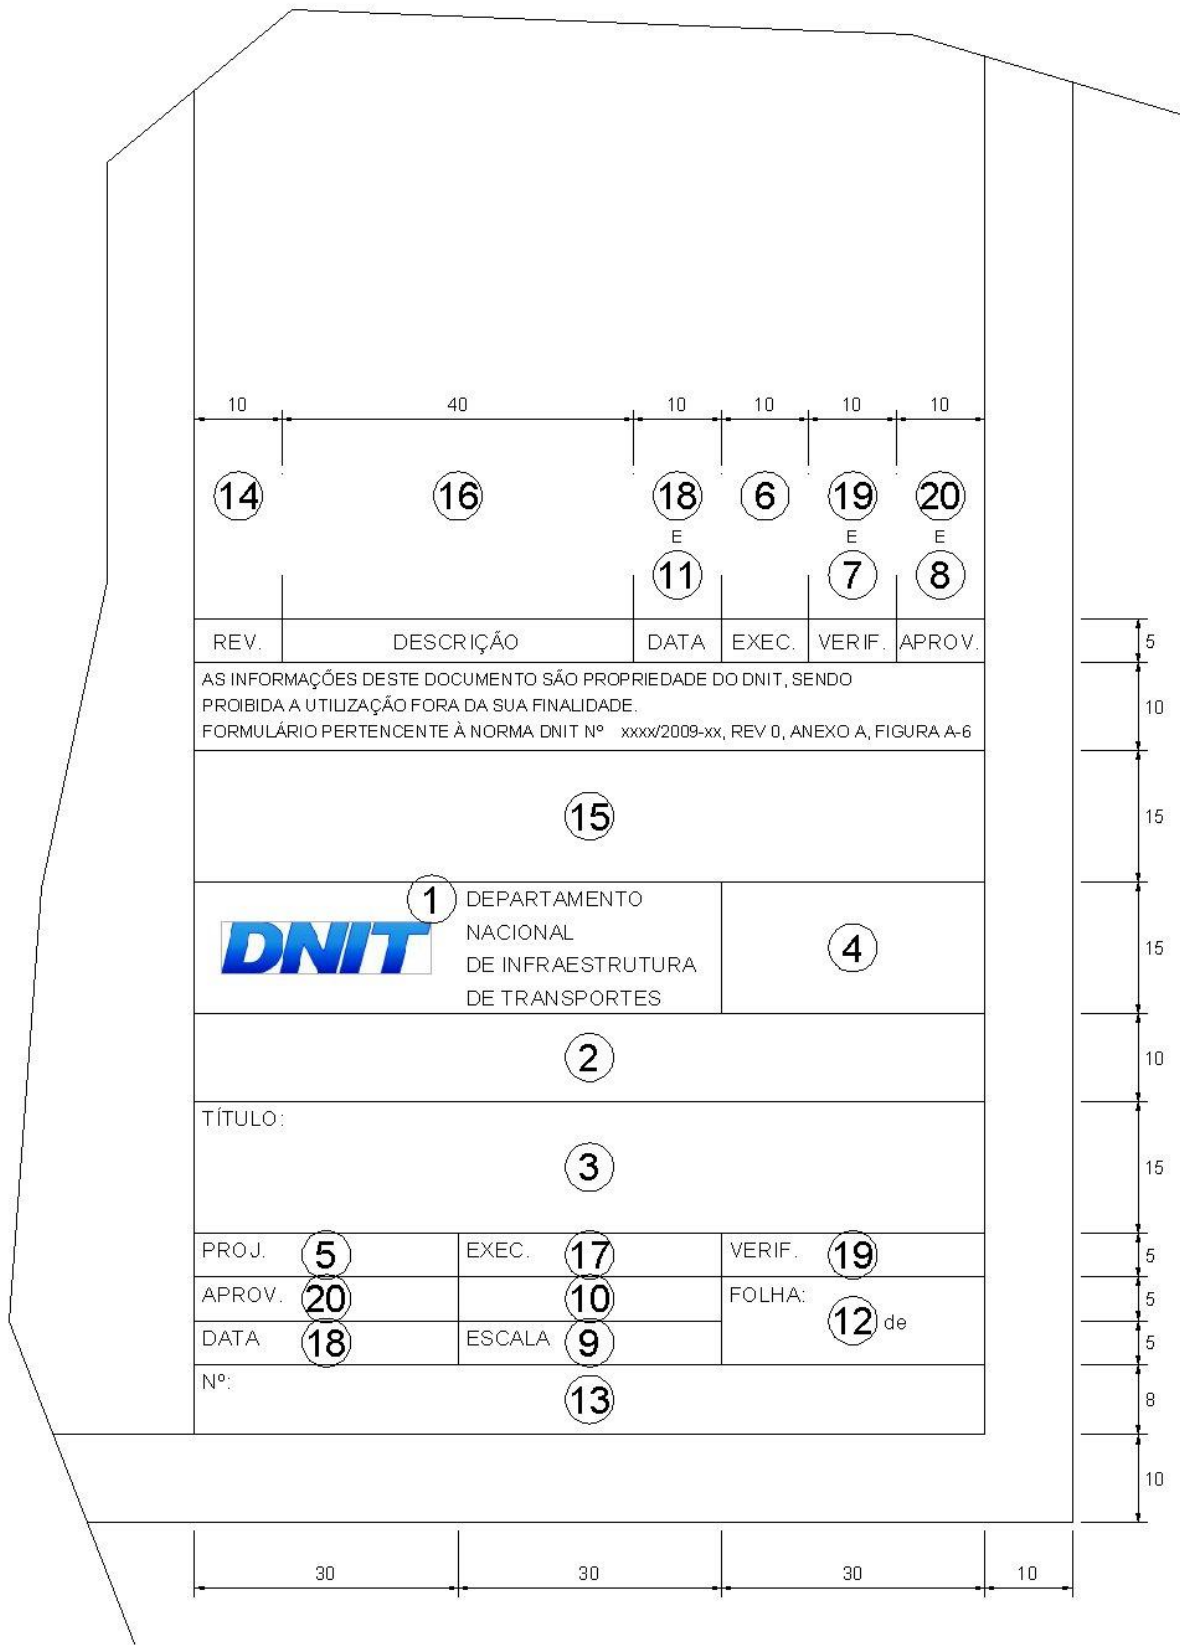 10 40 10 10 10 10
14 16 18 6 19 20
E E E
11 7 8
REV. DESCRIÇÃO DATA EXEC. VERIF. APROV. 5
AS INFORMAÇÕES DESTE DOCUMENTO SÃO PROPRIEDADE DO DNIT, SENDO
PROIBIDA A UTILIZAÇÃO FORA DA SUA FINALIDADE. 10
FORMULÁRIO PERTENCENTE À NORMA DNIT Nº xxxx/2009-xx, REV 0, ANEXO A, FIGURA A-6
15 15
1 DEPARTAMENTO
NACIONAL
DNIT 4 15
DE INFRAESTRUTURA
DE TRANSPORTES
2 10
TÍTULO:
3 15
PROJ. 5 EXEC. 17 VERIF. 19 5
APROV. 20 10 FOLHA: 5
12 de
DATA 18 ESCALA 9 5
Nº:
13 8
10
30 30 30 10